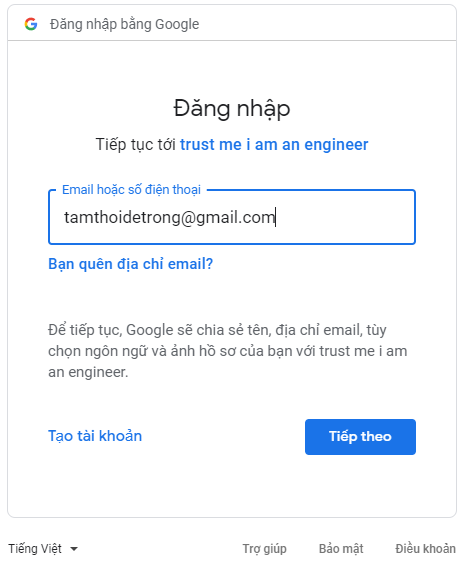 Đăng nhập bằng Google
Đăng nhập
Tiếp tục tới trust me i am an engineer
Email hoặc số điện thoại
tamthoidetrong@gmail.com
Bạn quên địa chỉ email?
Để tiếp tục, Google sẽ chia sẻ tên, địa chỉ email, tùy
chọn ngôn ngữ và ảnh hồ sơ của bạn với trust me i am
an engineer.
Tạo tài khoản
Tiếp theo
Tiếng Việt
Trợ giúp
Bảo mật
Điều khoản